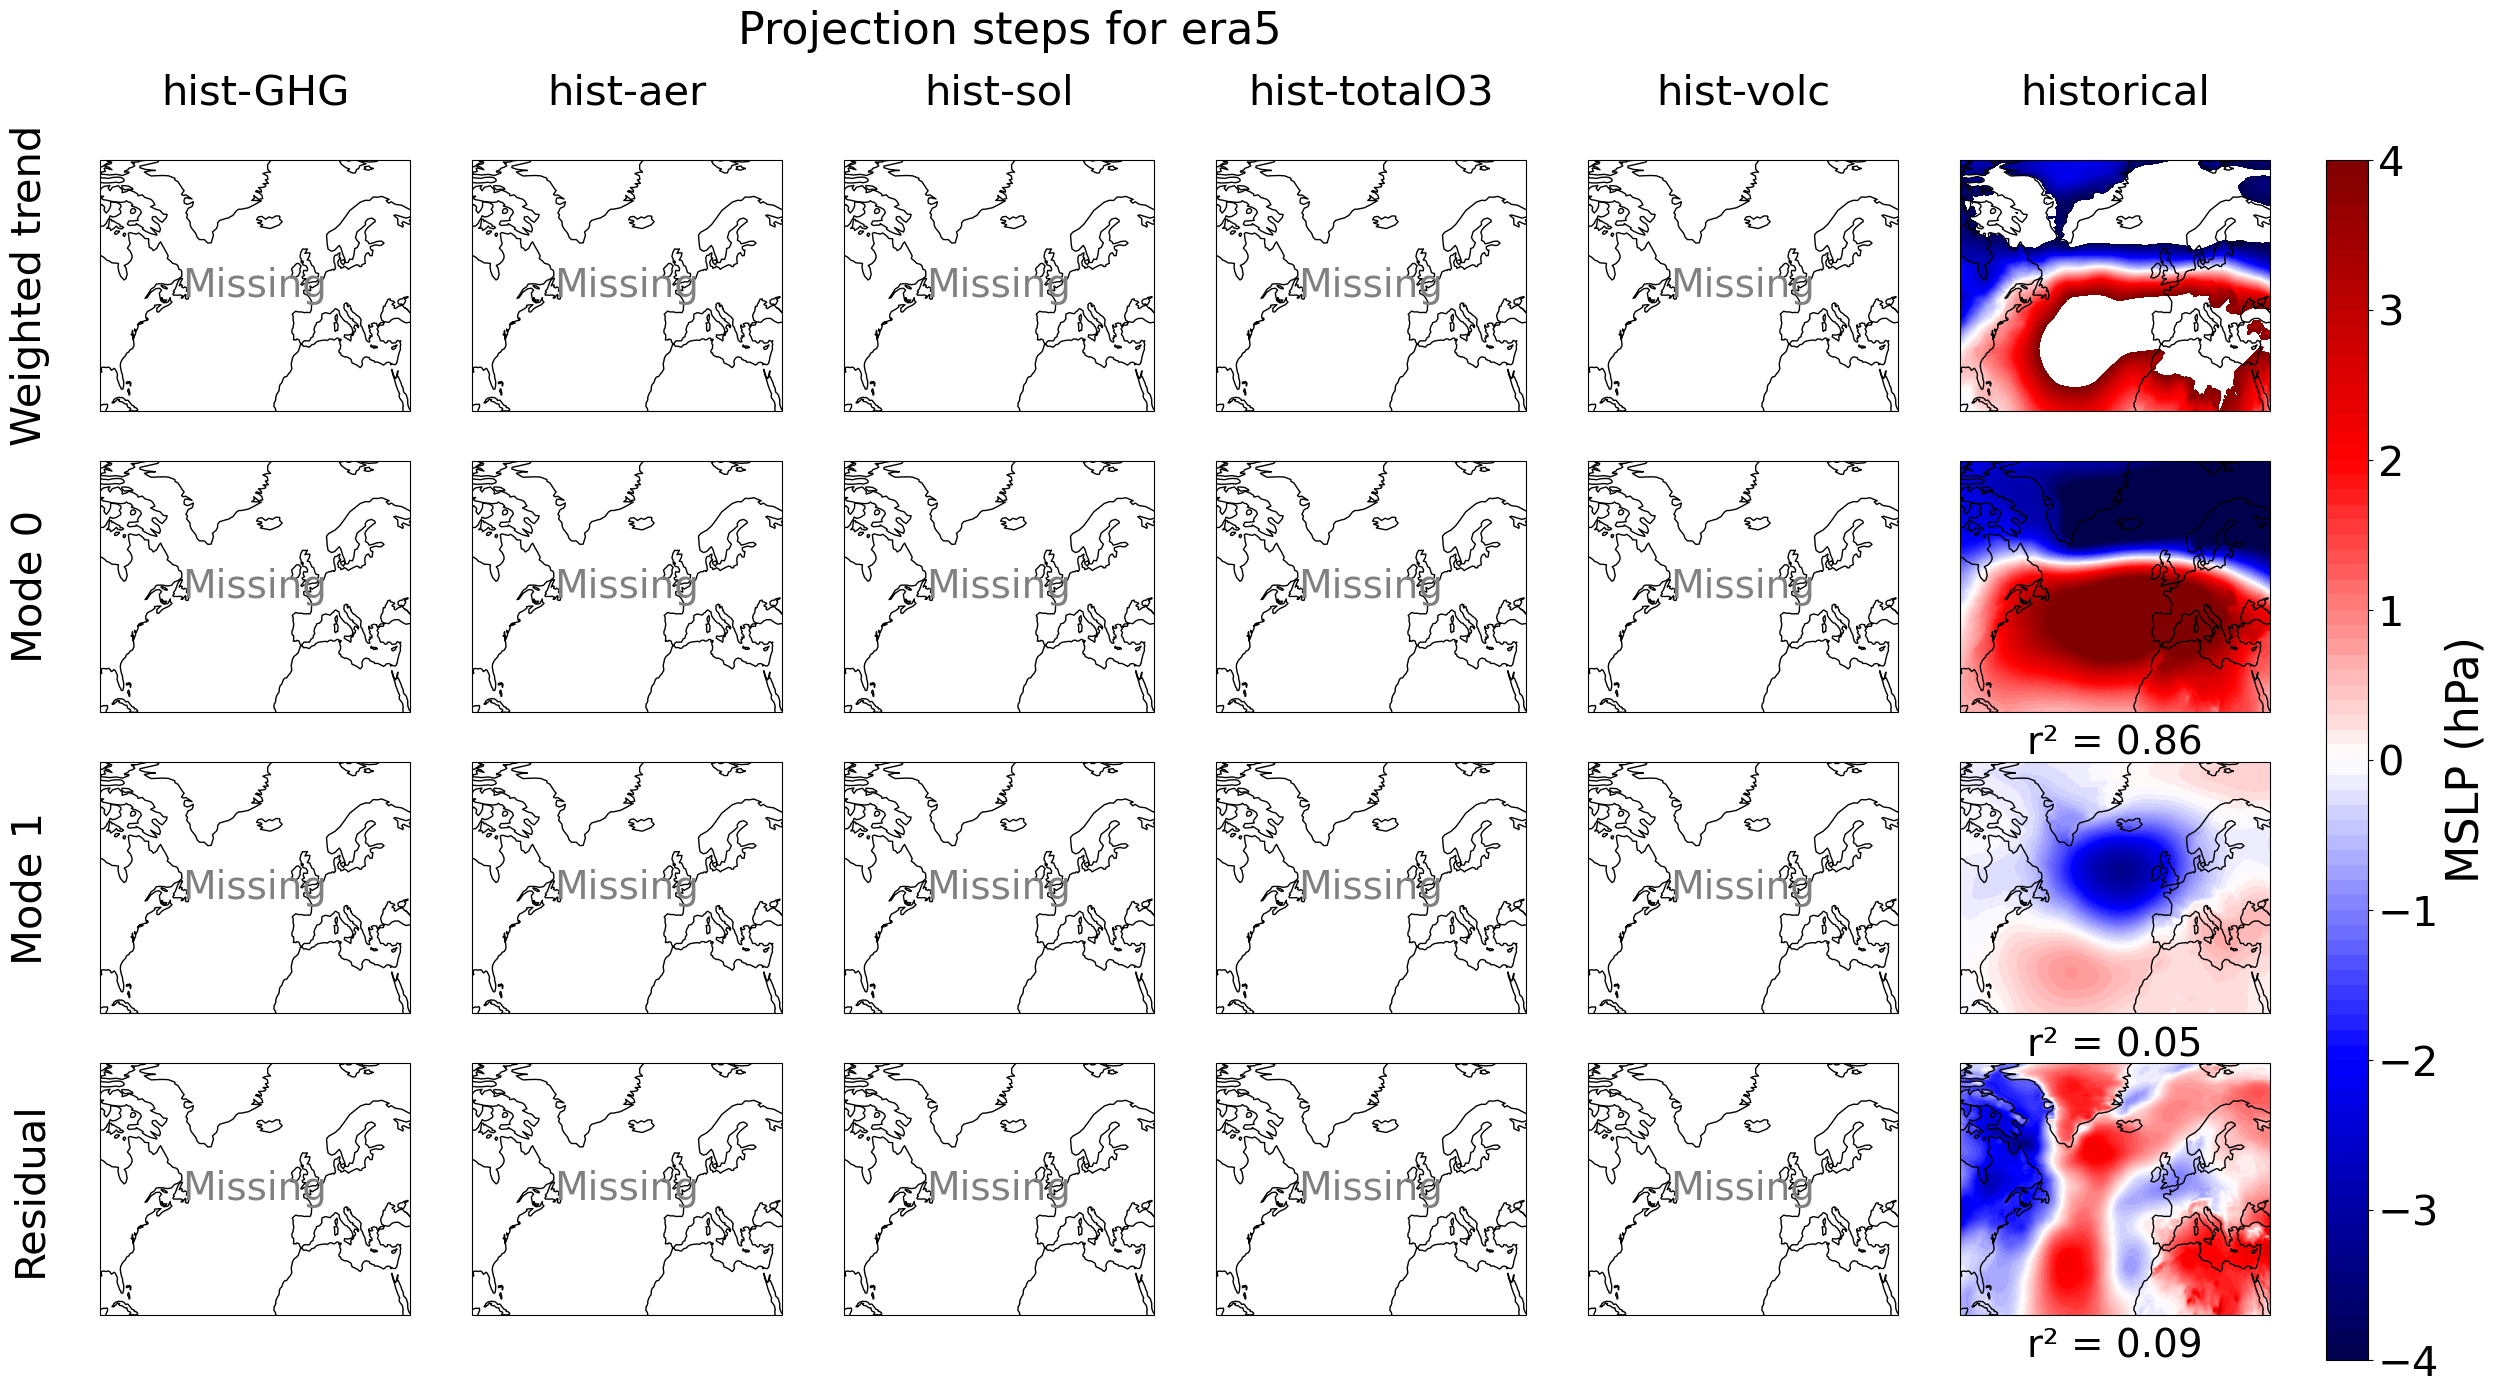 Projection steps for era5
hist-GHG hist-aer hist-sol hist-totalO3 hist-volc historical
Weighted trend
Missing Missing Missing Missing Missing
Mode 0
Missing Missing Missing Missing Missing
r² = 0.86
Mode 1
Missing Missing Missing Missing Missing
r² = 0.05
Residual
Missing Missing Missing Missing Missing
r² = 0.09
4
3
2
1
0
−1
−2
−3
−4
MSLP (hPa)